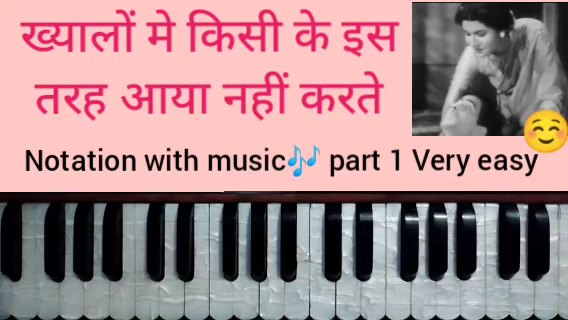 ख्यालों मे किसी के इस
तरह आया नहीं करते
Notation with music🎶 part 1 Very easy